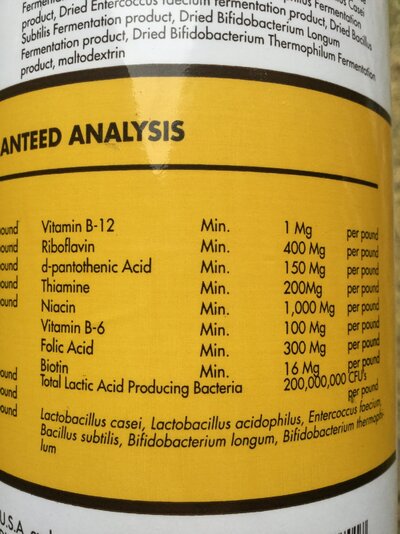 product, Dried Entercoccus faecium fermentation product, Dried Bacillus
Subtilis Fermentation product, Dried Bifidobacterium Longum
Fermentation product, Dried Bifidobacterium Thermophilum Fermentation
product, maltodextrin
ANTEED ANALYSIS
ound Vitamin B-12 Min. 1 Mg per pound
ound Riboflavin Min. 400 Mg per pound
ound d-pantothenic Acid Min. 150 Mg per pound
ound Thiamine Min. 200Mg per pound
ound Niacin Min. 1,000 Mg per pound
Vitamin B-6 Min. 100 Mg per pound
Folic Acid Min. 300 Mg per pound
ound Biotin Min. 16 Mg per pound
ound Total Lactic Acid Producing Bacteria 200,000,000 CFU's
per pound
ound Lactobacillus casei, Lactobacillus acidophilus, Entercoccus faecium,
Bacillus subtilis, Bifidobacterium longum, Bifidobacterium thermophi-
lum
U.S.A.